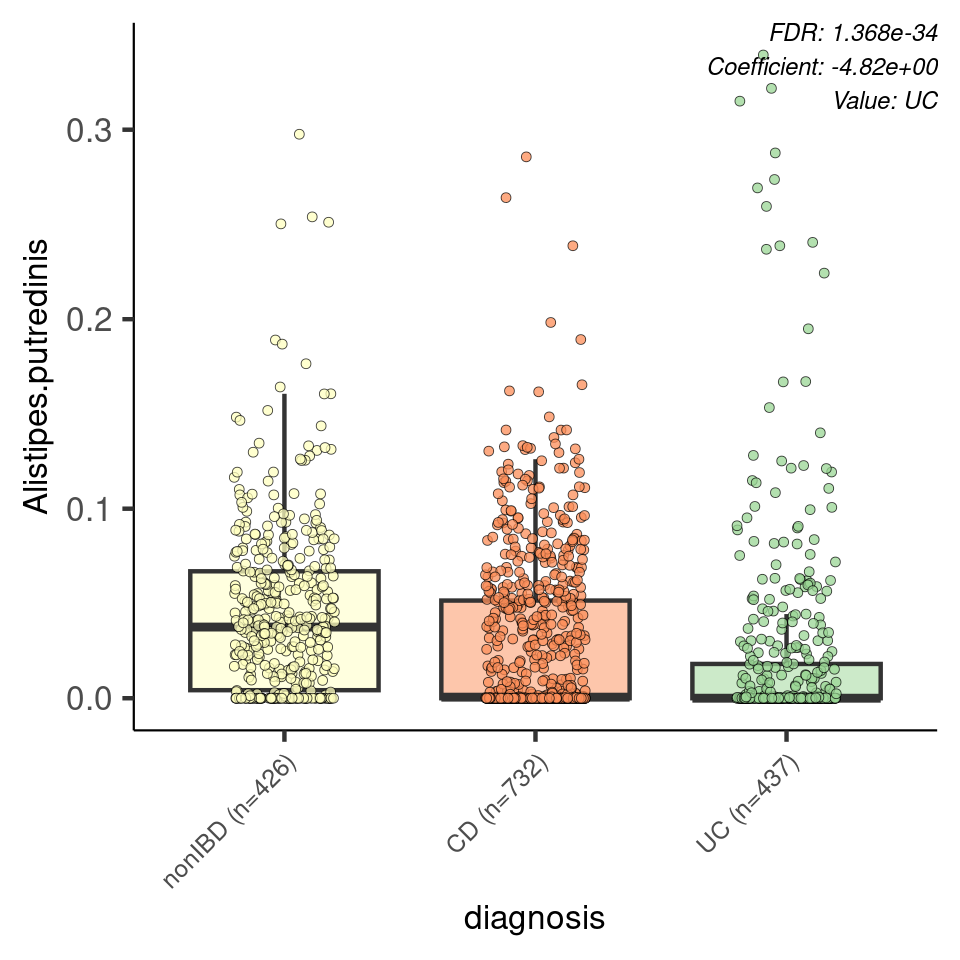 FDR: 1.368e-34
Coefficient: -4.82e+00
Value: UC
0.3
0.2
0.1
0.0
Alistipes.putredinis
nonIBD (n=426)
CD (n=732)
UC (n=437)
diagnosis